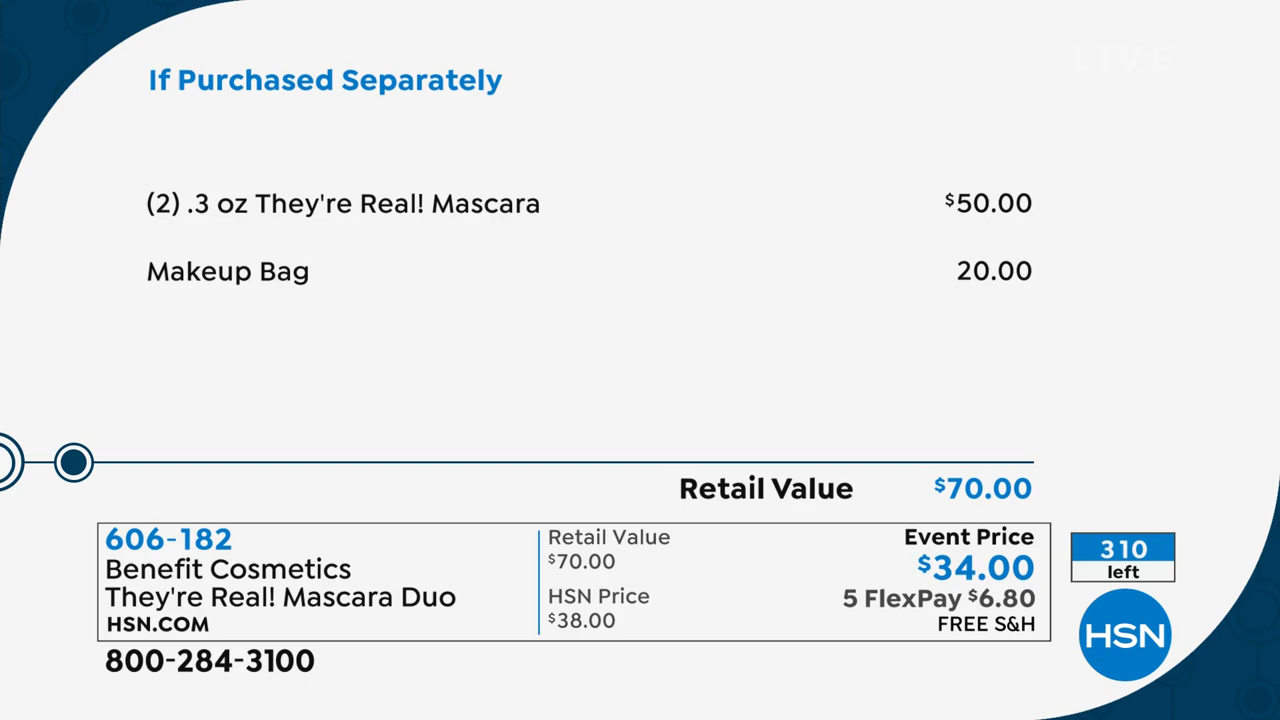 LIVE
If Purchased Separately
(2) .3 oz They're Real! Mascara $50.00
Makeup Bag 20.00
Retail Value $70.00
606-182
Benefit Cosmetics
They're Real! Mascara Duo
HSN.COM
Retail Value
$70.00
HSN Price
$38.00
Event Price
$34.00
5 FlexPay $6.80
FREE S&H
310
left
HSN
800-284-3100